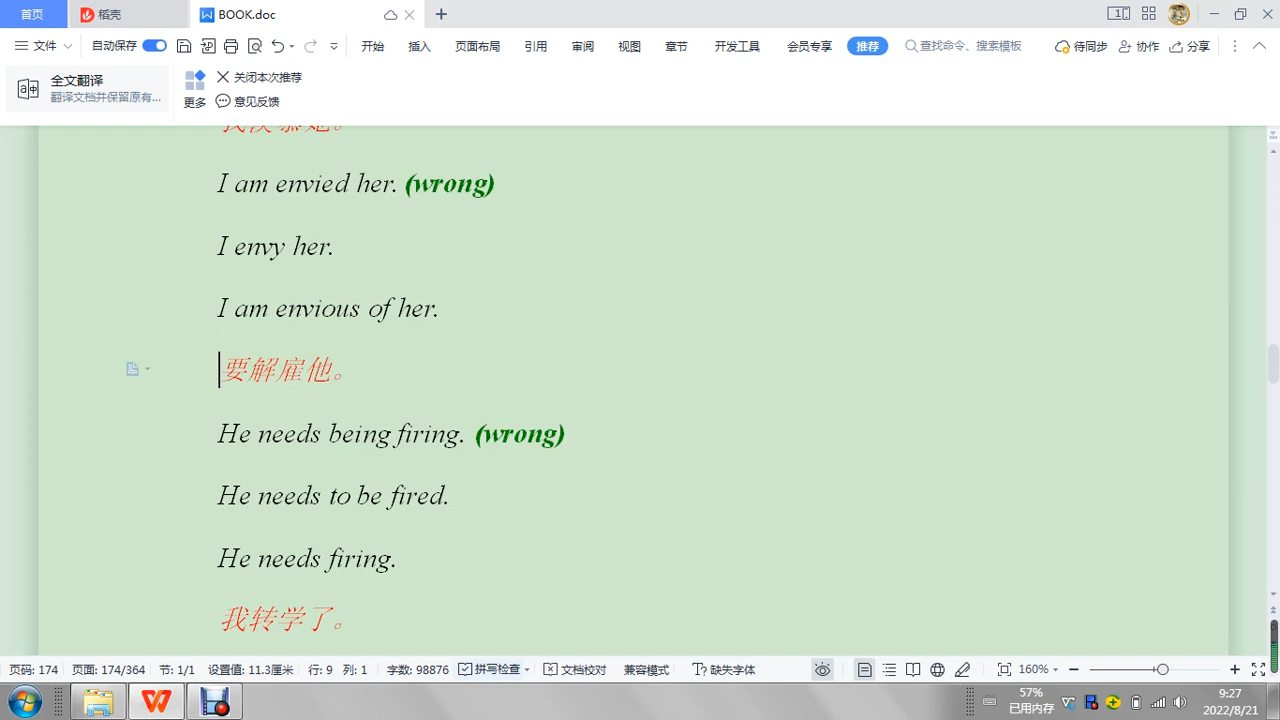 首页 稻壳 BOOK.doc
文件 自动保存 开始 插入 页面布局 引用 审阅 视图 章节 开发工具 会员专享 推荐 查找命令、搜索模板 待同步 协作 分享
全文翻译
翻译文档并保留原有...
更多
关闭本次推荐
意见反馈
I am envied her. (wrong)
I envy her.
I am envious of her.
要解雇他。
He needs being firing. (wrong)
He needs to be fired.
He needs firing.
我转学了。
页码: 174 页面: 174/364 节: 1/1 设置值: 11.3厘米 行: 9 列: 1 字数: 98876 拼写检查 文档校对 兼容模式 缺失字体 160%
57%
已用内存
9:27
2022/8/21